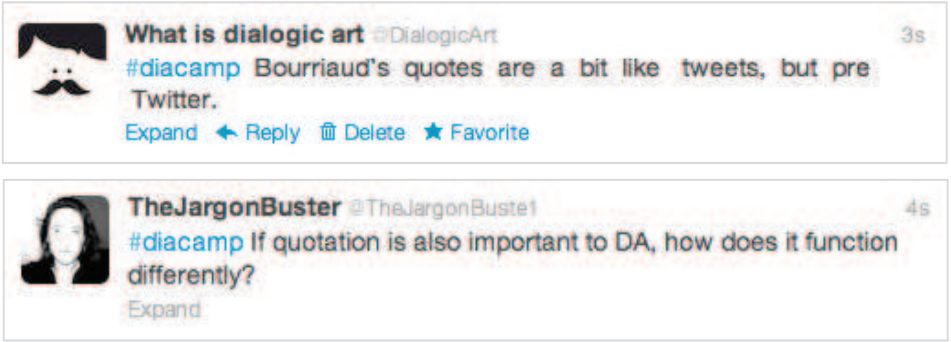 What is dialogic art @DialogicArt 3s
#diacamp Bourriaud's quotes are a bit like tweets, but pre
Twitter.
Expand Reply Delete Favorite
TheJargonBuster @TheJargonBuste1 4s
#diacamp If quotation is also important to DA, how does it function
differently?
Expand